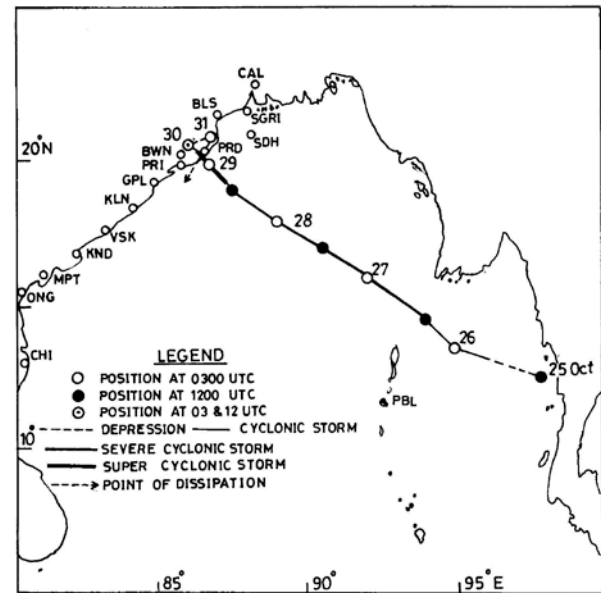 CAL
BLS
SGRI
31
30
SDH
PRD
20°N
BWN
PRI
29
GPL
KLN
28
VSK
KND
27
MPT
ONG
26
CHI
25 Oct
LEGEND
POSITION AT 0300 UTC
POSITION AT 1200 UTC
PBL
POSITION AT 03 & 12 UTC
DEPRESSION CYCLONIC STORM
10
SEVERE CYCLONIC STORM
SUPER CYCLONIC STORM
POINT OF DISSIPATION
85° 90° 95°E